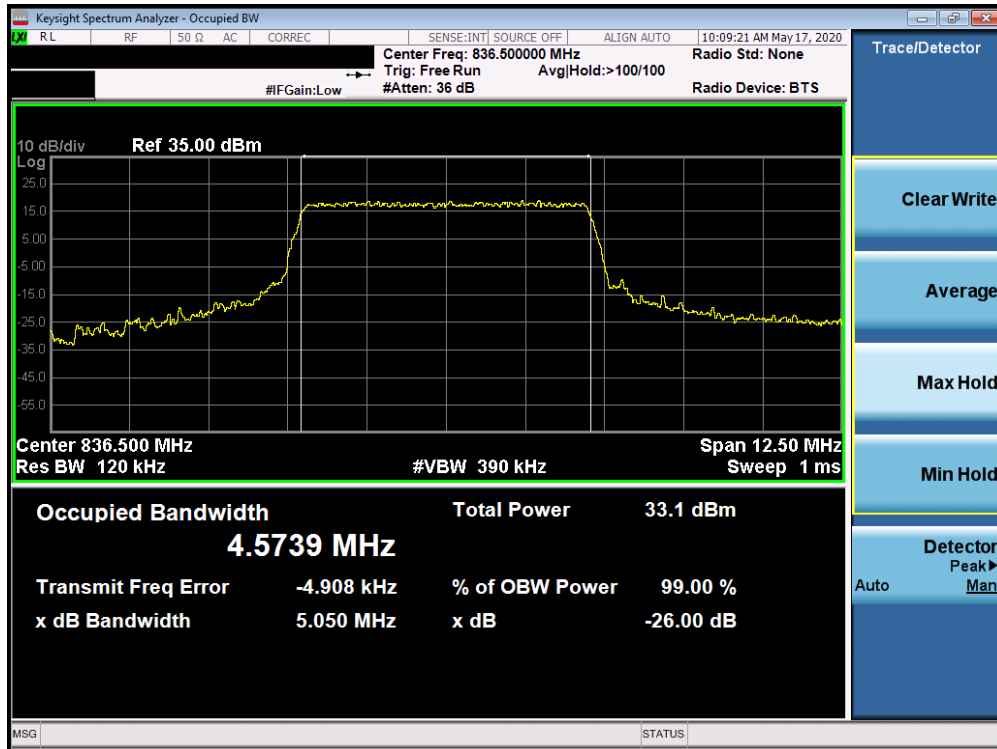 Keysight Spectrum Analyzer - Occupied BW
LXI RL RF 50 Ω AC CORREC SENSE:INT SOURCE OFF ALIGN AUTO 10:09:21 AM May 17, 2020
Center Freq: 836.500000 MHz Radio Std: None
Trig: Free Run Avg|Hold:>100/100
#IFGain:Low #Atten: 36 dB Radio Device: BTS
10 dB/div Ref 35.00 dBm
Log
25.0
15.0
5.00
-5.00
-15.0
-25.0
-35.0
-45.0
-55.0
Center 836.500 MHz Span 12.50 MHz
Res BW 120 kHz #VBW 390 kHz Sweep 1 ms
Occupied Bandwidth Total Power 33.1 dBm
4.5739 MHz
Transmit Freq Error -4.908 kHz % of OBW Power 99.00 %
x dB Bandwidth 5.050 MHz x dB -26.00 dB
Trace/Detector
Clear Write
Average
Max Hold
Min Hold
Detector
Peak
Auto Man
MSG STATUS